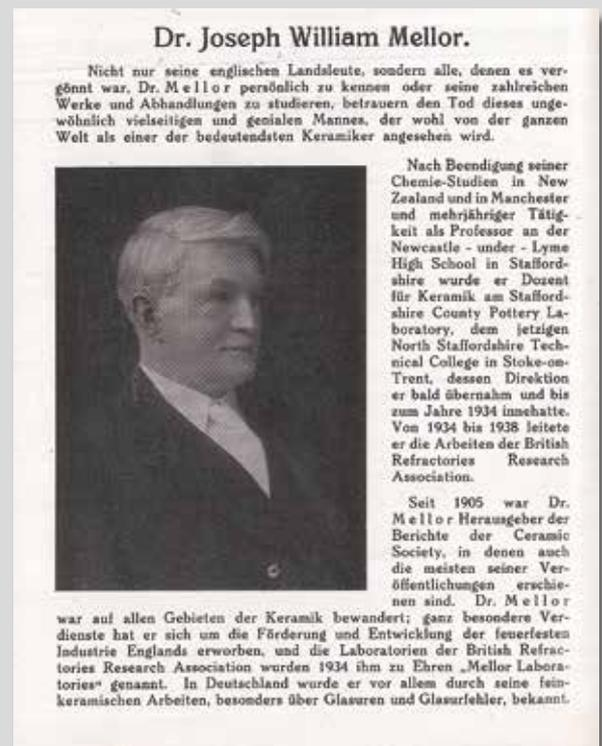 Dr. Joseph William Mellor.
Nicht nur seine englischen Landsleute, sondern alle, denen es ver-
gönnt war, Dr. Mellor persönlich zu kennen oder seine zahlreichen
Werke und Abhandlungen zu studieren, betrauern den Tod dieses unge-
wöhnlich vielseitigen und genialen Mannes, der wohl von der ganzen
Welt als einer der bedeutendsten Keramiker angesehen wird.
Nach Beendigung seiner
Chemie-Studien in New
Zealand und in Manchester
und mehrjähriger Tätig-
keit als Professor an der
Newcastle - under - Lyme
High School in Stafford-
shire wurde er Dozent
für Keramik am Stafford-
shire County Pottery La-
boratory, dem jetzigen
North Staffordshire Tech-
nical College in Stoke-on-
Trent, dessen Direktion
er bald übernahm und bis
zum Jahre 1934 innehatte.
Von 1934 bis 1938 leitete
er die Arbeiten der British
Refractories Research
Association.
Seit 1905 war Dr.
Mellor Herausgeber der
Berichte der Ceramic
Society, in denen auch
die meisten seiner Ver-
öffentlichungen erschie-
nen sind. Dr. Mellor
war auf allen Gebieten der Keramik bewandert; ganz besondere Ver-
dienste hat er sich um die Förderung und Entwicklung der feuerfesten
Industrie Englands erworben, und die Laboratorien der British Refrac-
tories Research Association wurden 1934 ihm zu Ehren „Mellor Labora-
tories“ genannt. In Deutschland wurde er vor allem durch seine fein-
keramischen Arbeiten, besonders über Glasuren und Glasurfehler, bekannt.